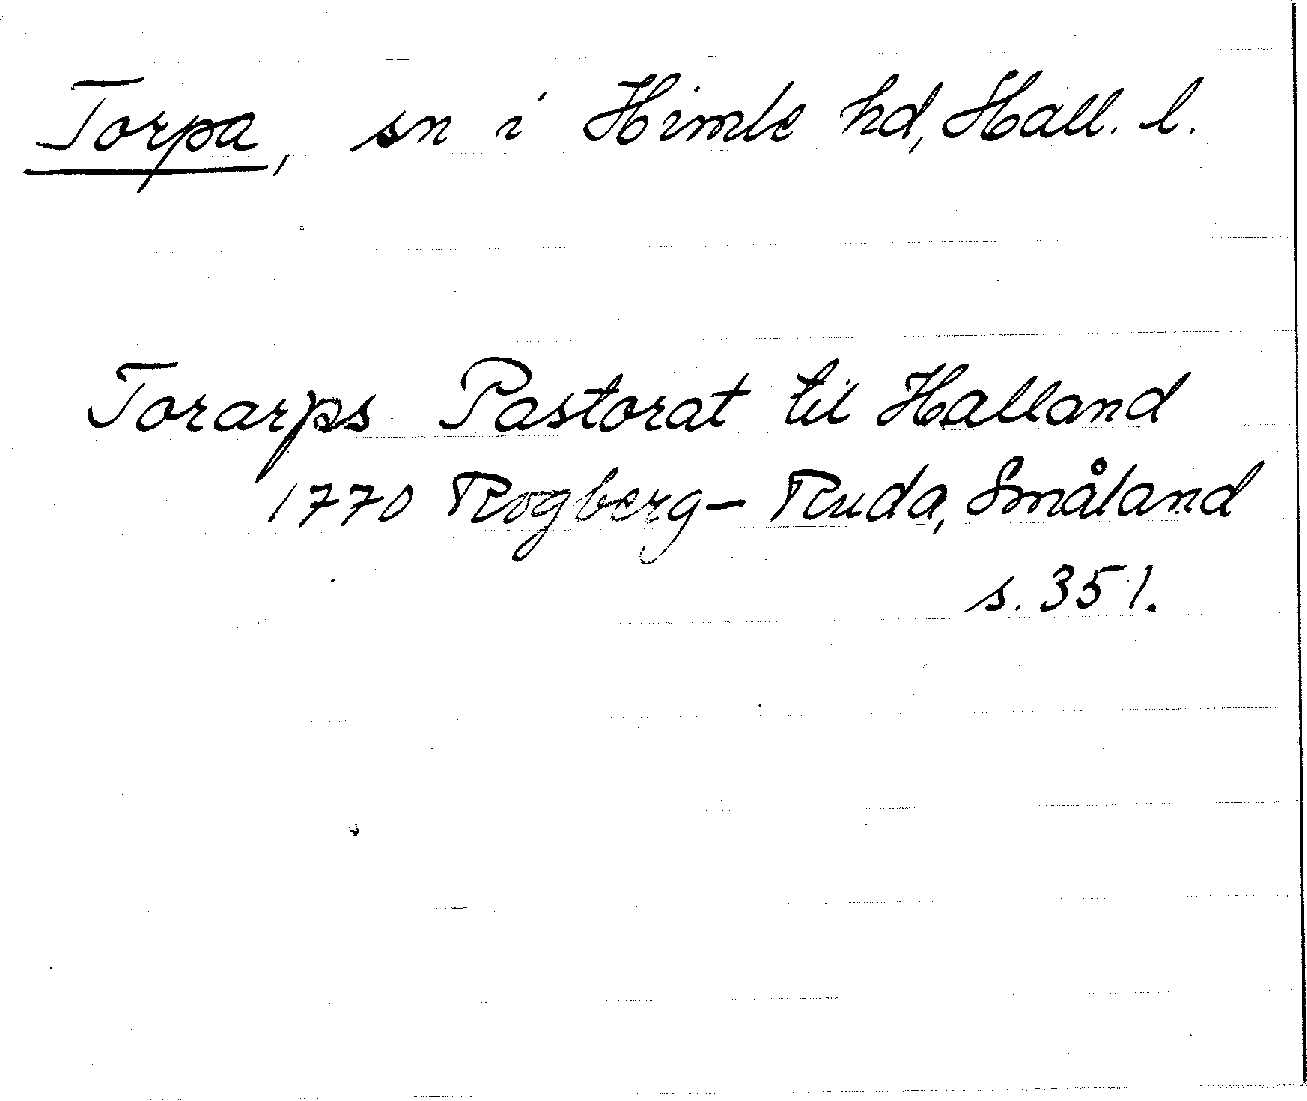 Torpa, sn i Himle hd, Hall. l.
Torarps Pastorat til Halland
1770 Rogberg - Ruda, Småland
s. 351.